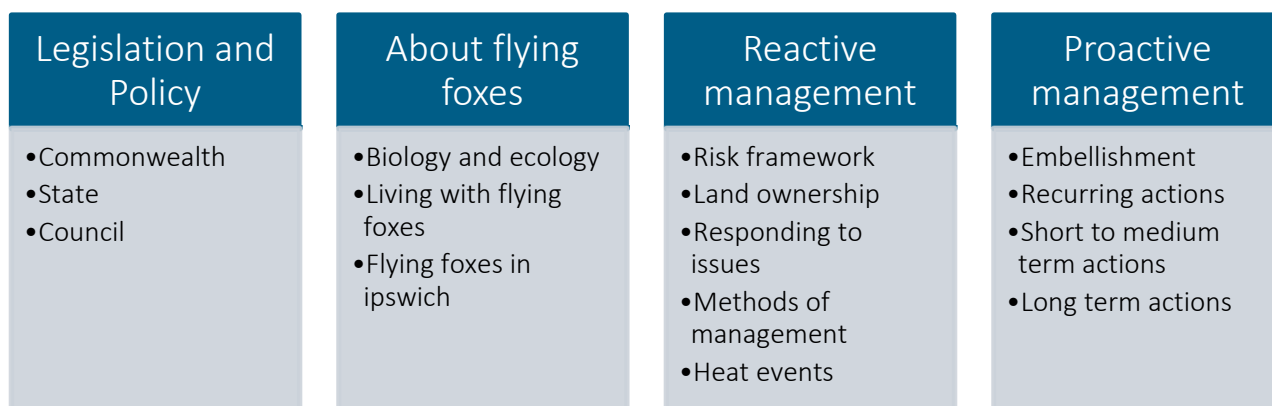 Legislation and
Policy
•Commonwealth
•State
•Council
About flying
foxes
•Biology and ecology
•Living with flying
foxes
•Flying foxes in
ipswich
Reactive
management
•Risk framework
•Land ownership
•Responding to
issues
•Methods of
management
•Heat events
Proactive
management
•Embellishment
•Recurring actions
•Short to medium
term actions
•Long term actions